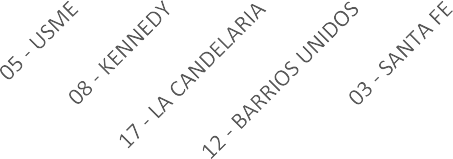 05 - USME
08 - KENNEDY
17 - LA CANDELARIA
12 - BARRIOS UNIDOS
03 - SANTA FE